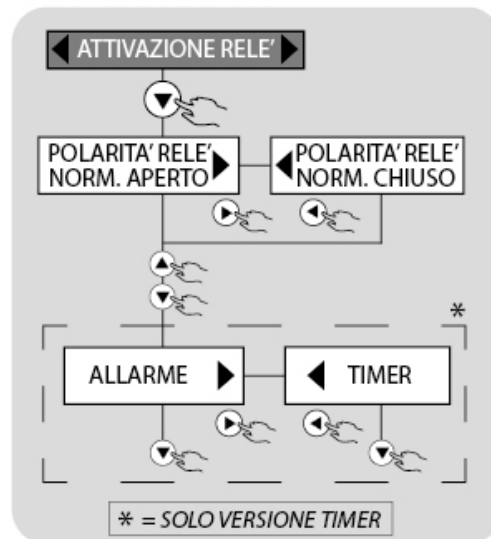 ATTIVAZIONE RELE’
POLARITA’ RELE’
NORM. APERTO
POLARITA’ RELE’
NORM. CHIUSO
*
ALLARME
TIMER
* = SOLO VERSIONE TIMER